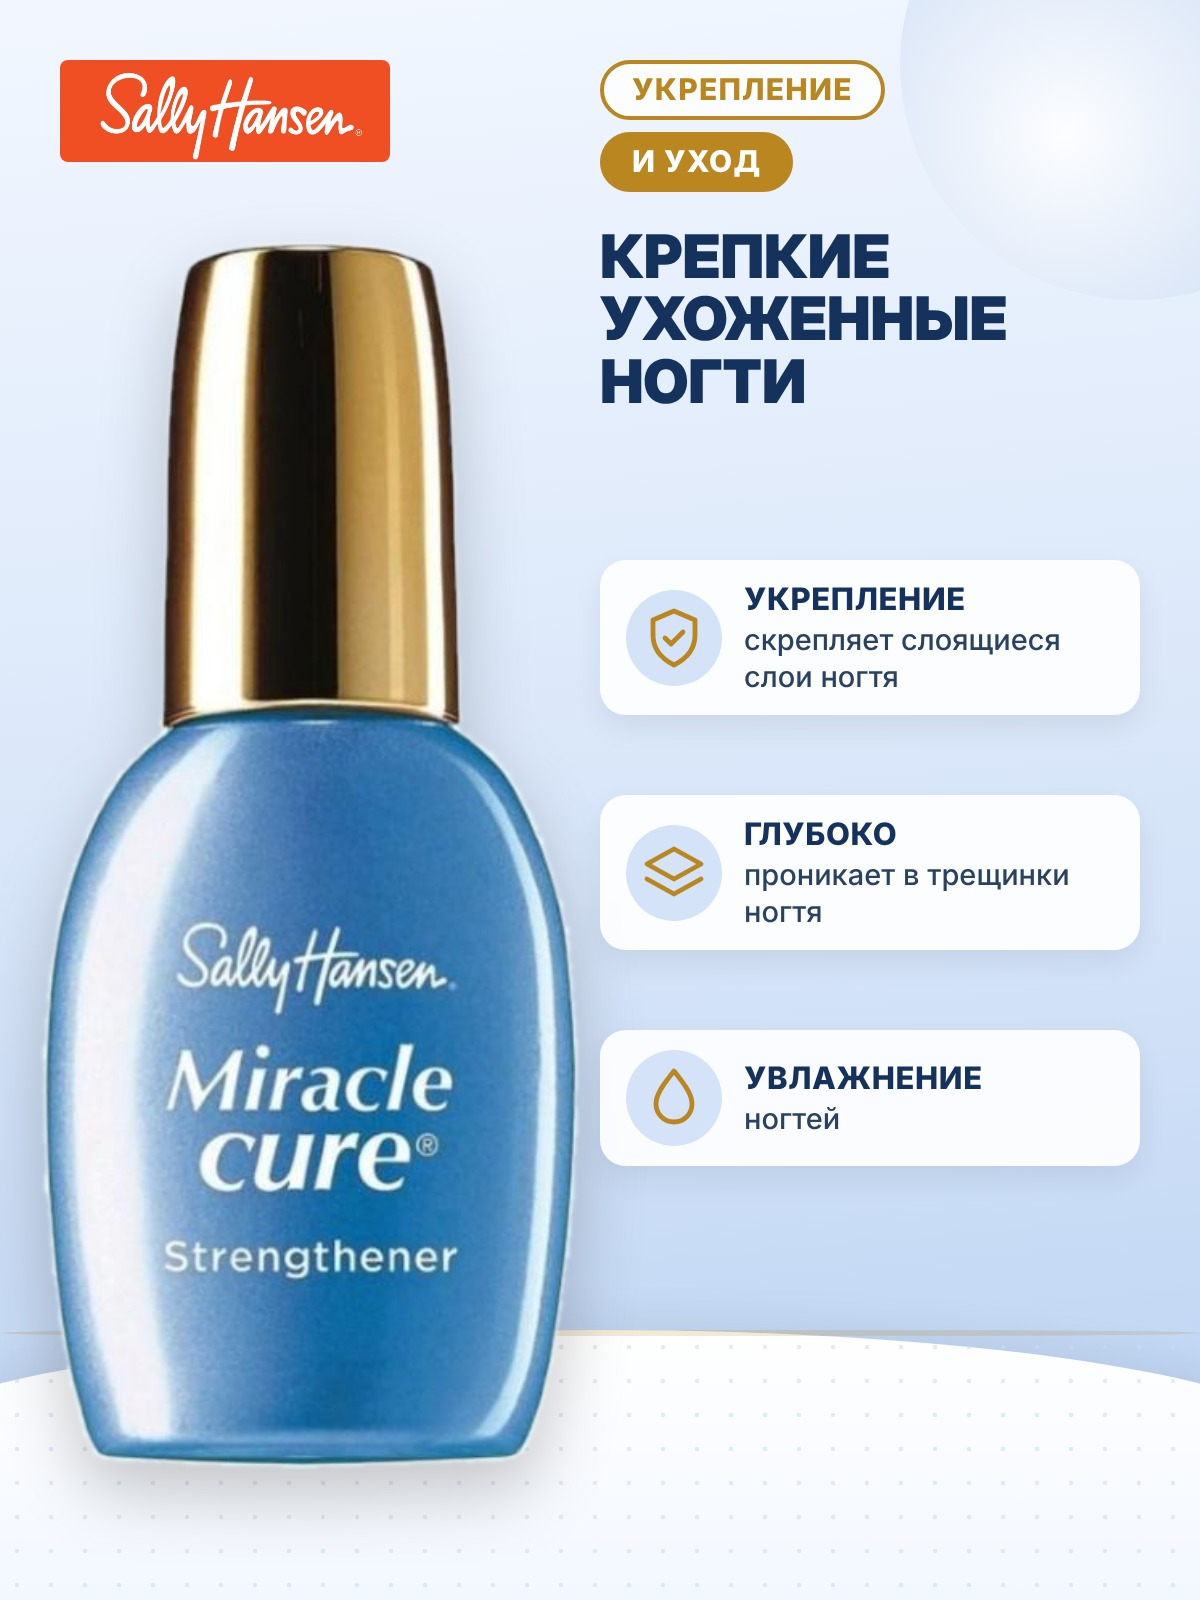 Sally Hansen®
УКРЕПЛЕНИЕ
И УХОД
КРЕПКИЕ
УХОЖЕННЫЕ
НОГТИ
УКРЕПЛЕНИЕ
скрепляет слоящиеся
слои ногтя
ГЛУБОКО
проникает в трещинки
ногтя
УВЛАЖНЕНИЕ
ногтей
Sally Hansen®
Miracle
cure®
Strengthener